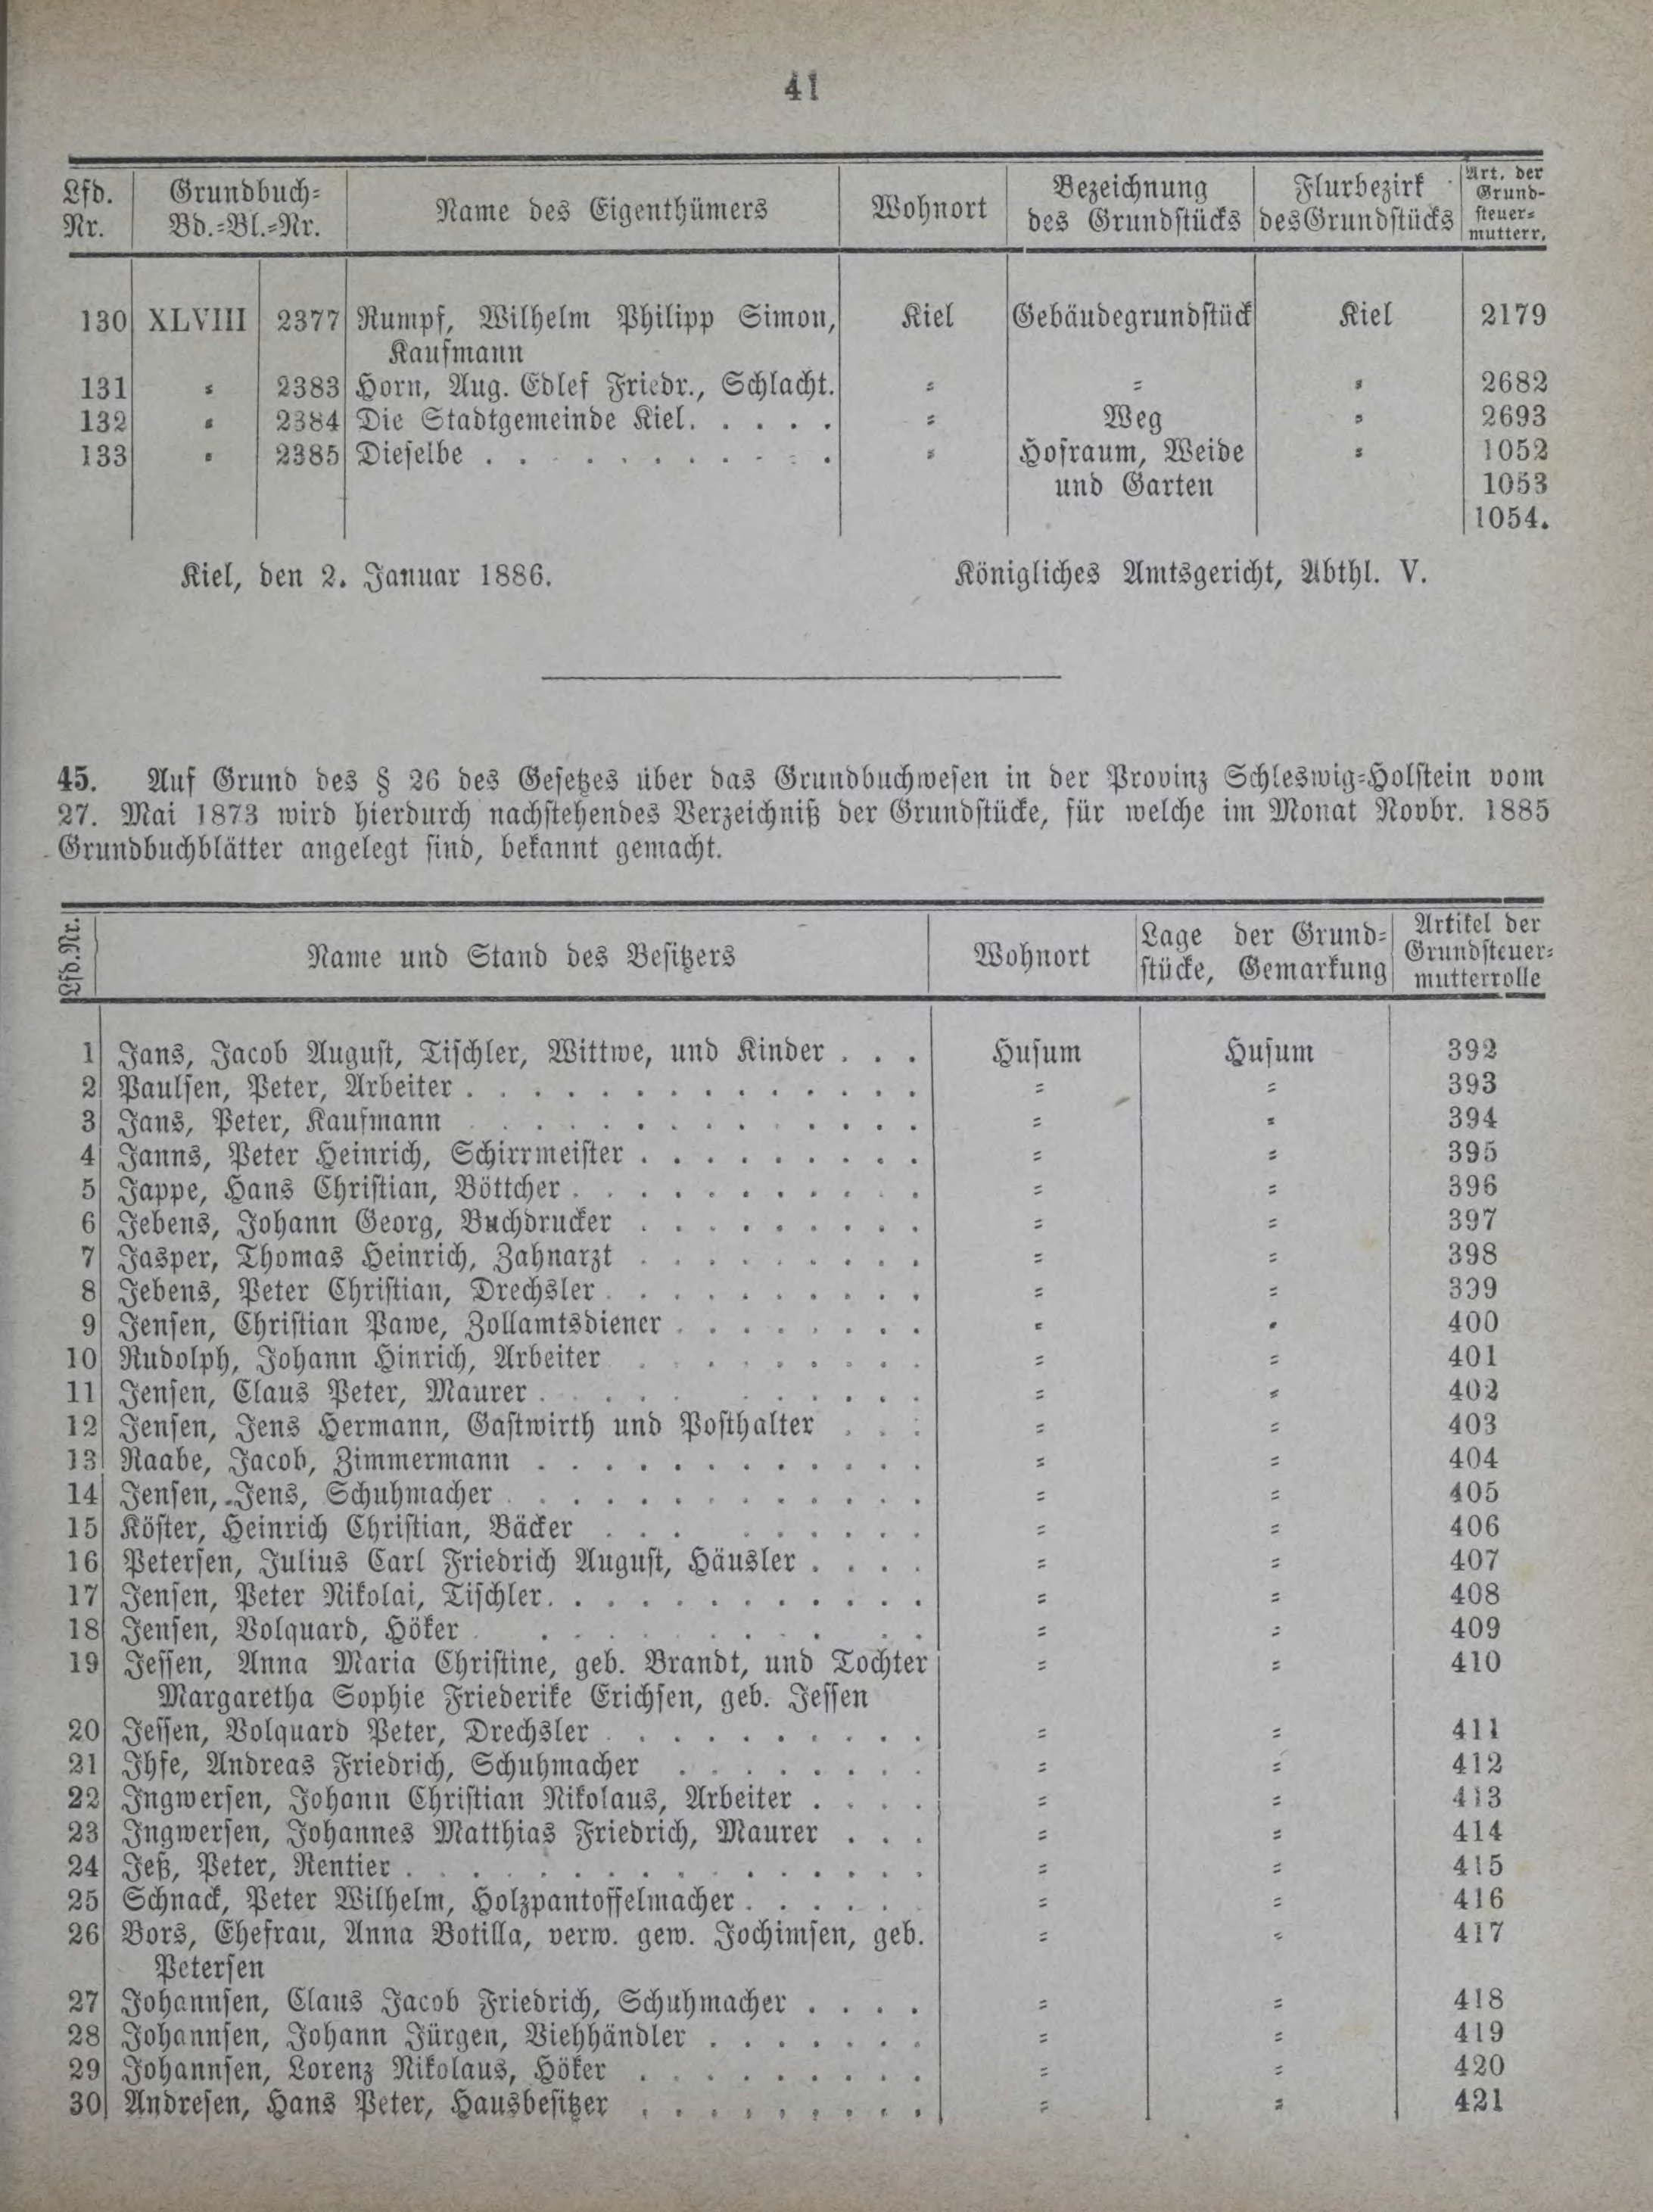 41
Lfd. Nr. | Grundbuch= Bd.=Bl.=Nr. | Name des Eigenthümers | Wohnort | Bezeichnung des Grundstücks | Flurbezirk des Grundstücks | Art. der Grund- steuer= mutterr.
130 XLVIII 2377 Rumpf, Wilhelm Philipp Simon, Kiel Gebäudegrundstück Kiel 2179
Kaufmann
131 = 2383 Horn, Aug. Edlef Friedr., Schlacht. = = = 2682
132 = 2384 Die Stadtgemeinde Kiel. . . . . = Weg = 2693
133 = 2385 Dieselbe . . . . . . . . . . . = Hofraum, Weide = 1052
und Garten 1053
1054.
Kiel, den 2. Januar 1886. Königliches Amtsgericht, Abthl. V.
45. Auf Grund des § 26 des Gesetzes über das Grundbuchwesen in der Provinz Schleswig=Holstein vom
27. Mai 1873 wird hierdurch nachstehendes Verzeichniß der Grundstücke, für welche im Monat Novbr. 1885
Grundbuchblätter angelegt sind, bekannt gemacht.
Lfd.Nr. | Name und Stand des Besitzers | Wohnort | Lage der Grund= stücke, Gemarkung | Artikel der Grundsteuer= mutterrolle
1 Jans, Jacob August, Tischler, Wittwe, und Kinder . . . Husum Husum 392
2 Paulsen, Peter, Arbeiter . . . . . . . . . . . . . . = = 393
3 Jans, Peter, Kaufmann . . . . . . . . . . . . . . = = 394
4 Janns, Peter Heinrich, Schirrmeister . . . . . . . . . = = 395
5 Jappe, Hans Christian, Böttcher . . . . . . . . . . . = = 396
6 Jebens, Johann Georg, Buchdrucker . . . . . . . . . = = 397
7 Jasper, Thomas Heinrich, Zahnarzt . . . . . . . . . = = 398
8 Jebens, Peter Christian, Drechsler . . . . . . . . . . = = 399
9 Jensen, Christian Pawe, Zollamtsdiener . . . . . . . . = = 400
10 Rudolph, Johann Hinrich, Arbeiter . . . . . . . . . = = 401
11 Jensen, Claus Peter, Maurer . . . . . . . . . . . = = 402
12 Jensen, Jens Hermann, Gastwirth und Posthalter . . . = = 403
13 Raabe, Jacob, Zimmermann . . . . . . . . . . . . = = 404
14 Jensen, Jens, Schuhmacher . . . . . . . . . . . . . = = 405
15 Köster, Heinrich Christian, Bäcker . . . . . . . . . = = 406
16 Petersen, Julius Carl Friedrich August, Häusler . . . . = = 407
17 Jensen, Peter Nikolai, Tischler. . . . . . . . . . . . = = 408
18 Jensen, Volquard, Höker . . . . . . . . . . . . = = 409
19 Jessen, Anna Maria Christine, geb. Brandt, und Tochter = = 410
Margaretha Sophie Friederike Erichsen, geb. Jessen
20 Jessen, Volquard Peter, Drechsler . . . . . . . . . . = = 411
21 Ihfe, Andreas Friedrich, Schuhmacher . . . . . . . . = = 412
22 Ingwersen, Johann Christian Nikolaus, Arbeiter . . . . = = 413
23 Ingwersen, Johannes Matthias Friedrich, Maurer . . . = = 414
24 Jeß, Peter, Rentier . . . . . . . . . . . . . . . . = = 415
25 Schnack, Peter Wilhelm, Holzpantoffelmacher . . . . . . = = 416
26 Bors, Ehefrau, Anna Botilla, verw. gew. Jochimsen, geb. = = 417
Petersen
27 Johannsen, Claus Jacob Friedrich, Schuhmacher . . . . = = 418
28 Johannsen, Johann Jürgen, Viehhändler . . . . . . . = = 419
29 Johannsen, Lorenz Nikolaus, Höker . . . . . . . . . = = 420
30 Andresen, Hans Peter, Hausbesitzer . . . . . . . . . = = 421